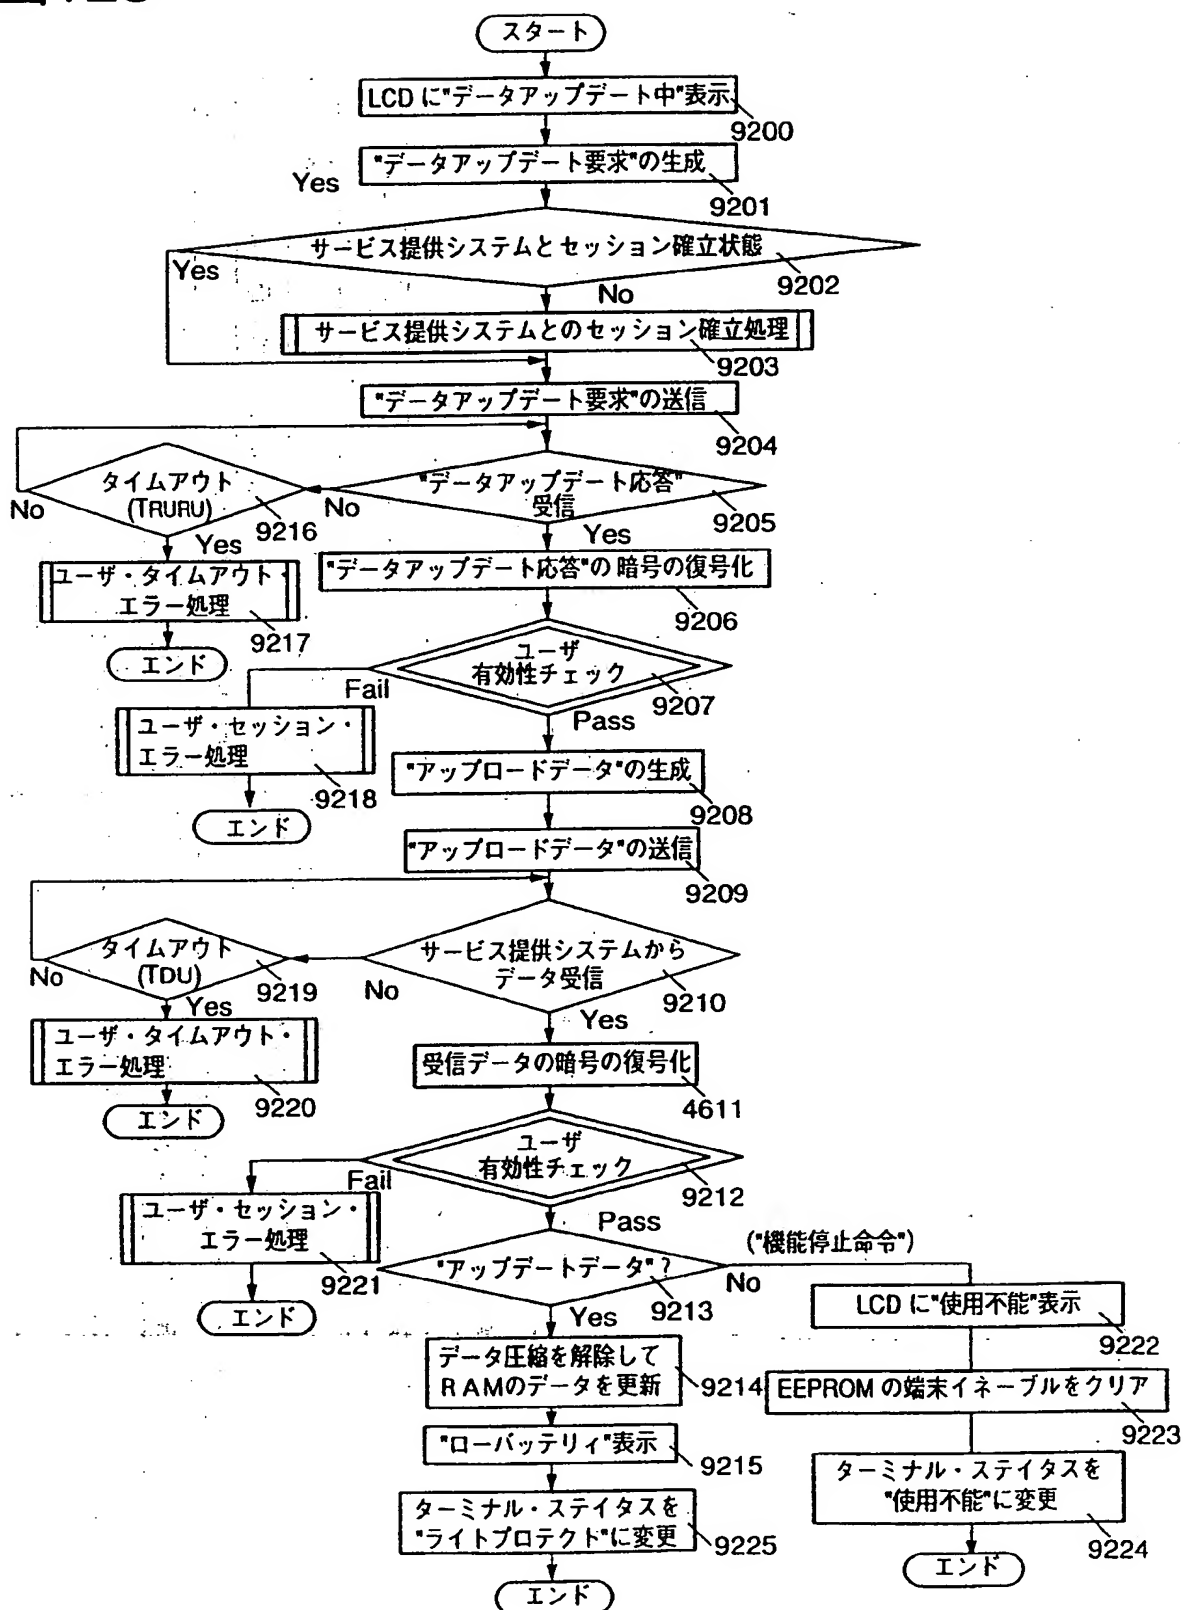 スタート
LCDに"データアップデート中"表示
9200
"データアップデート要求"の生成
9201
Yes
サービス提供システムとセッション確立状態
9202
Yes
No
サービス提供システムとのセッション確立処理
9203
"データアップデート要求"の送信
9204
"データアップデート応答"
受信
9205
No
Yes
タイムアウト
(TRURU)
9216
No
Yes
ユーザ・タイムアウト・
エラー処理
9217
エンド
"データアップデート応答"の暗号の復号化
9206
ユーザ
有効性チェック
9207
Fail
Pass
ユーザ・セッション・
エラー処理
9218
エンド
"アップロードデータ"の生成
9208
"アップロードデータ"の送信
9209
サービス提供システムから
データ受信
9210
No
Yes
タイムアウト
(TDU)
9219
No
Yes
ユーザ・タイムアウト・
エラー処理
9220
エンド
受信データの暗号の復号化
4611
ユーザ
有効性チェック
9212
Fail
Pass
ユーザ・セッション・
エラー処理
9221
エンド
"アップデートデータ"?
9213
("機能停止命令")
No
Yes
LCDに"使用不能"表示
9222
データ圧縮を解除して
RAMのデータを更新
9214
EEPROMの端末イネーブルをクリア
9223
"ローバッテリィ"表示
9215
ターミナル・ステイタスを
"使用不能"に変更
9224
エンド
ターミナル・ステイタスを
"ライトプロテクト"に変更
9225
エンド